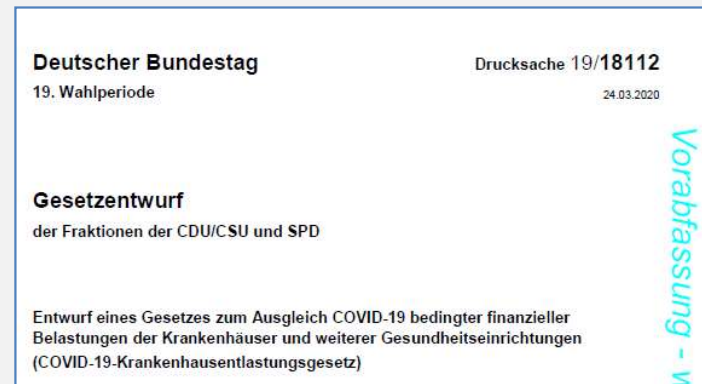 Deutscher Bundestag
Drucksache 19/18112
19. Wahlperiode
24.03.2020
Vorabfassung -
Gesetzentwurf
der Fraktionen der CDU/CSU und SPD
Entwurf eines Gesetzes zum Ausgleich COVID-19 bedingter finanzieller
Belastungen der Krankenhäuser und weiterer Gesundheitseinrichtungen
(COVID-19-Krankenhausentlastungsgesetz)